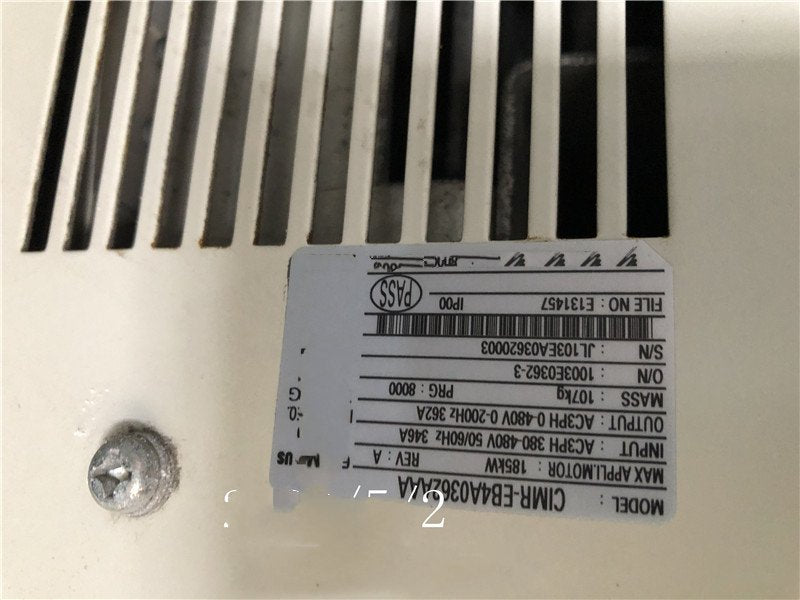 MODEL : CIMR-EB4A0362AAA
MAX APPLI.MOTOR : 185kW REV : A
INPUT : AC3PH 380-480V 50/60Hz 346A
OUTPUT : AC3PH 0-480V 0-200Hz 362A
MASS : 107kg PRG : 8000
O/N : 1003E0362-3
S/N : JL103EA03620003
FILE NO : E131457 IP00
PASS
US